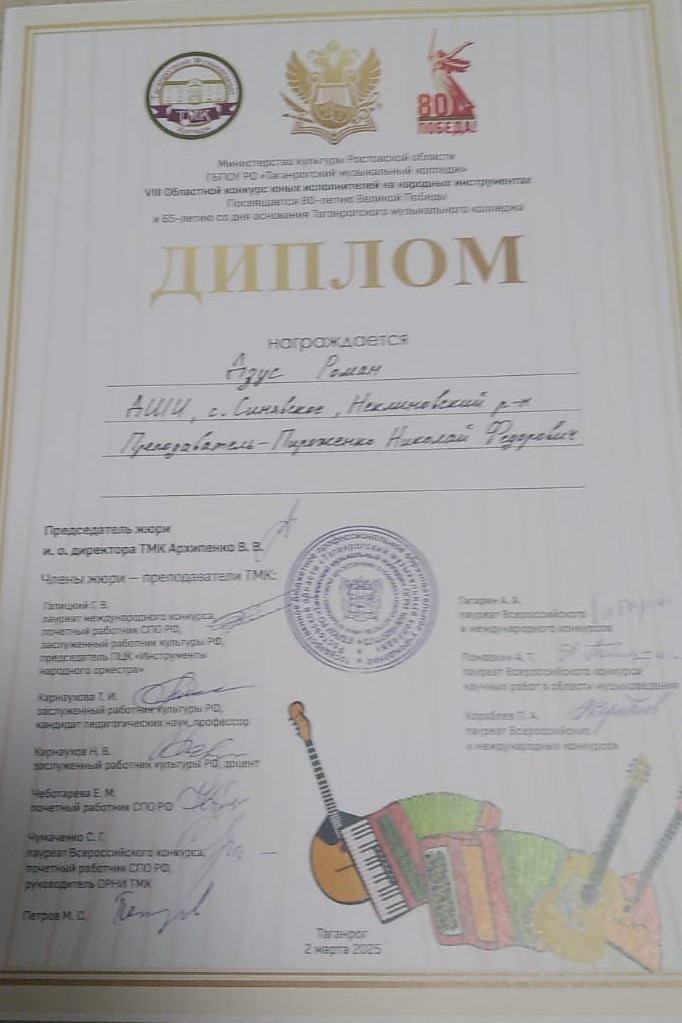 ТМК
80
ПОБЕДА!
Министерство культуры Ростовской области
ГБПОУ РО «Таганрогский музыкальный колледж»
VIII Областной конкурс юных исполнителей на народных инструментах
Посвящается 80-летию Великой Победы
и 65-летию со дня основания Таганрогского музыкального колледжа
ДИПЛОМ
награждается
Азус Роман
ДШИ, с. Синявское, Неклиновский р-н
Преподаватель - Пироженко Николай Федорович
Председатель жюри
и. о. директора ТМК Архипенко В. В.
Члены жюри — преподаватели ТМК:
Галицкий Г. В.
лауреат международного конкурса,
почетный работник СПО РФ,
заслуженный работник культуры РФ,
председатель ПЦК «Инструменты
народного оркестра»
Карнаухова Т. И.
заслуженный работник культуры РФ,
кандидат педагогических наук, профессор
Карнаухов Н. В.
заслуженный работник культуры РФ, доцент
Чеботарева Е. М.
почетный работник СПО РФ
Чумаченко С. Г.
лауреат Всероссийского конкурса,
почетный работник СПО РФ,
руководитель ОРНИ ТМК
Петров М. С.
Гагарин А. А.
лауреат Всероссийского
и международного конкурсов
А. Т.
лауреат Всероссийского конкурса
научных работ в области музыковедения
Кораблев П. А.
лауреат Всероссийских
и международных конкурсов
Таганрог
2 марта 2025